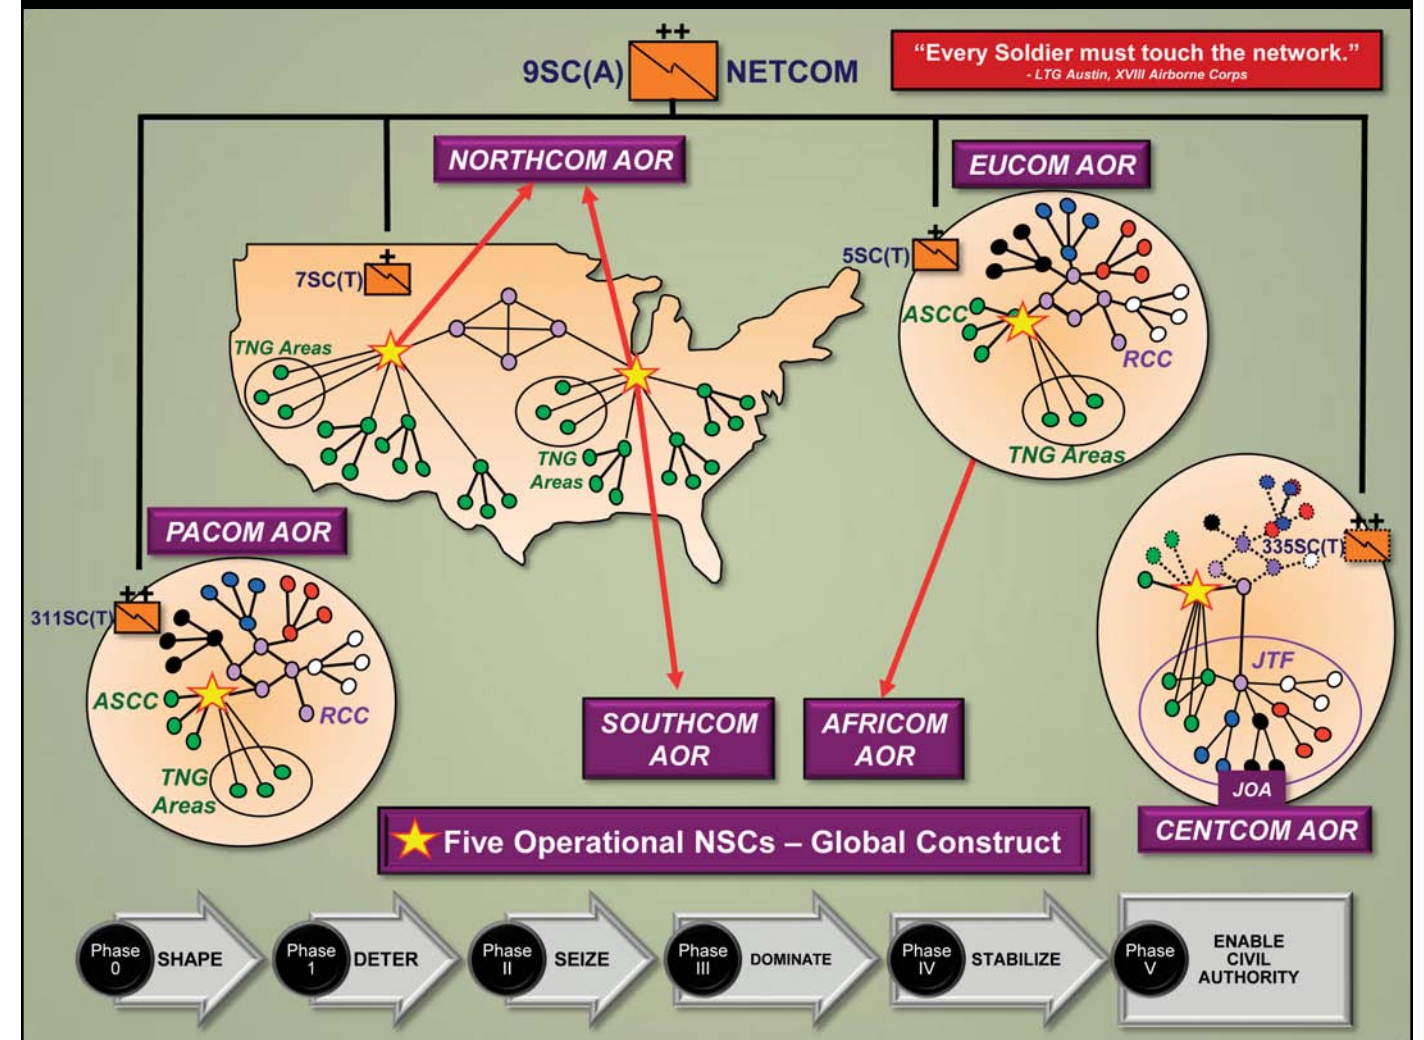 ++
9SC(A) NETCOM
“Every Soldier must touch the network.”
- LTG Austin, XVIII Airborne Corps
NORTHCOM AOR
EUCOM AOR
+
7SC(T)
+
5SC(T)
TNG Areas
ASCC
RCC
TNG Areas
TNG
Areas
PACOM AOR
++
311SC(T)
ASCC
RCC
TNG
Areas
++
335SC(T)
JTF
JOA
CENTCOM AOR
SOUTHCOM
AOR
AFRICOM
AOR
Five Operational NSCs – Global Construct
Phase
0
SHAPE
Phase
1
DETER
Phase
II
SEIZE
Phase
III
DOMINATE
Phase
IV
STABILIZE
Phase
V
ENABLE
CIVIL
AUTHORITY